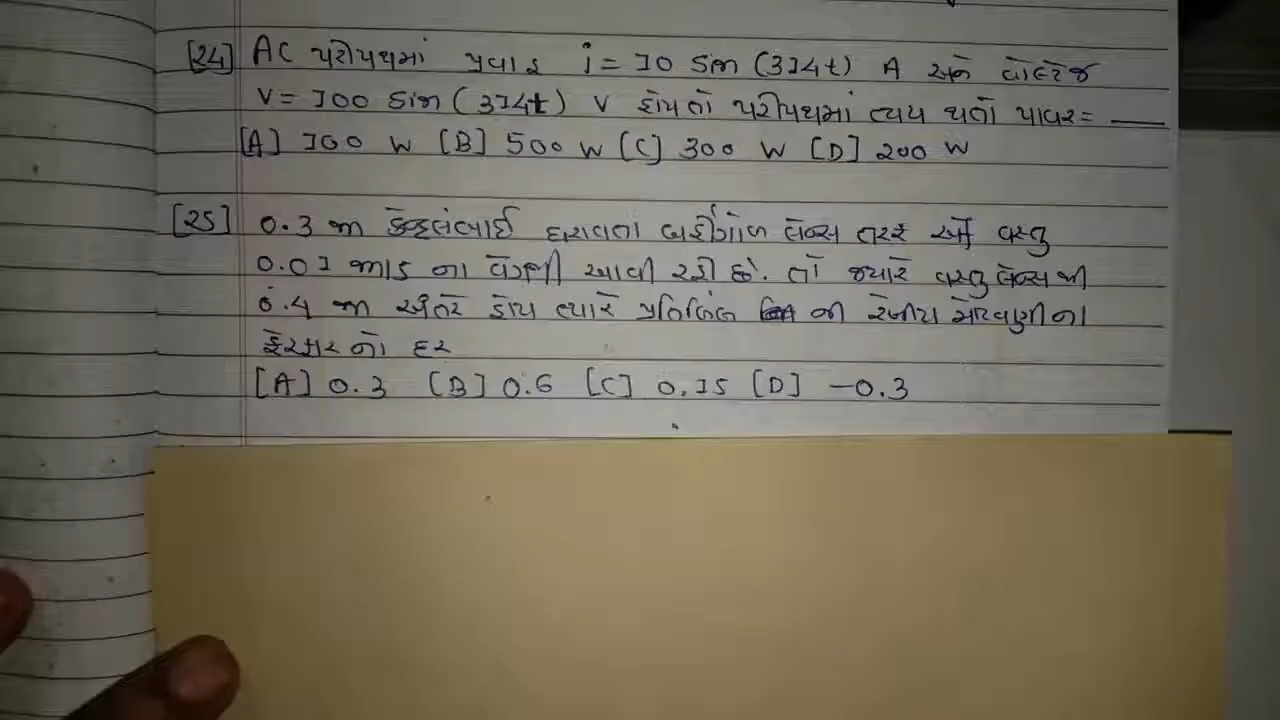 [24] AC પરીપથમાં પ્રવાહ i = 10 sin (314t) A અને વોલ્ટેજ
V = 100 sin (314t) V હોયતો પરીપથમાં વ્યય થતો પાવર = ___
[A] 100 W [B] 500 W [C] 300 W [D] 200 W
[25] 0.3 m કેન્દ્રલંબાઈ ધરાવતા બહીર્ગોળ લેન્સ તરફ એક વસ્તુ
0.01 m/s ના વેગથી આવી રહી છે. તો જ્યારે વસ્તુ લેન્સથી
0.4 m અંતરે હોય ત્યારે પ્રતિબિંબ ની રેખીય મોટવણીના
ફેરફારનો દર
[A] 0.3 [B] 0.6 [C] 0.15 [D] -0.3